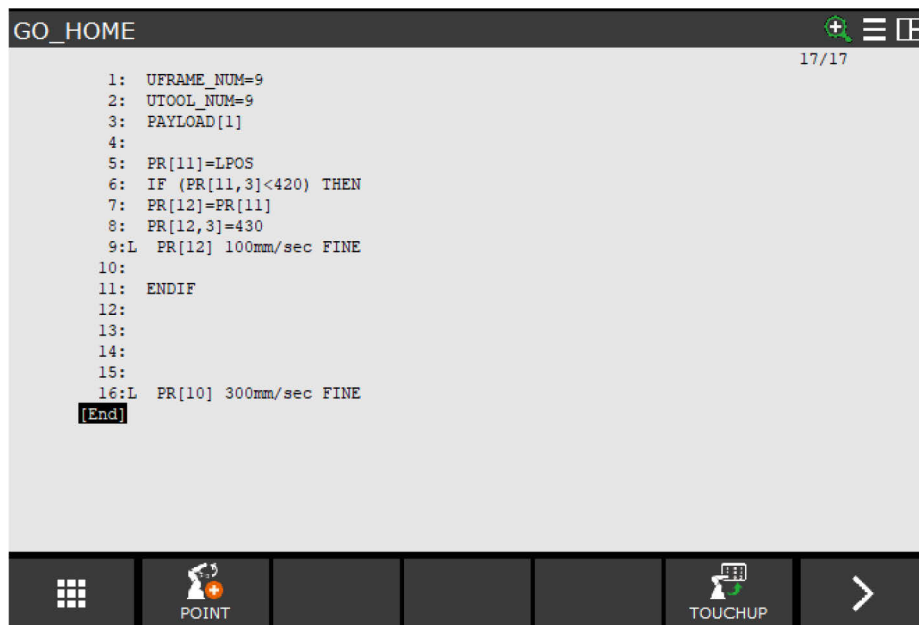 GO_HOME
17/17
1: UFRAME_NUM=9
2: UTOOL_NUM=9
3: PAYLOAD[1]
4:
5: PR[11]=LPOS
6: IF (PR[11,3]<420) THEN
7: PR[12]=PR[11]
8: PR[12,3]=430
9:L PR[12] 100mm/sec FINE
10:
11: ENDIF
12:
13:
14:
15:
16:L PR[10] 300mm/sec FINE
[End]
POINT
TOUCHUP